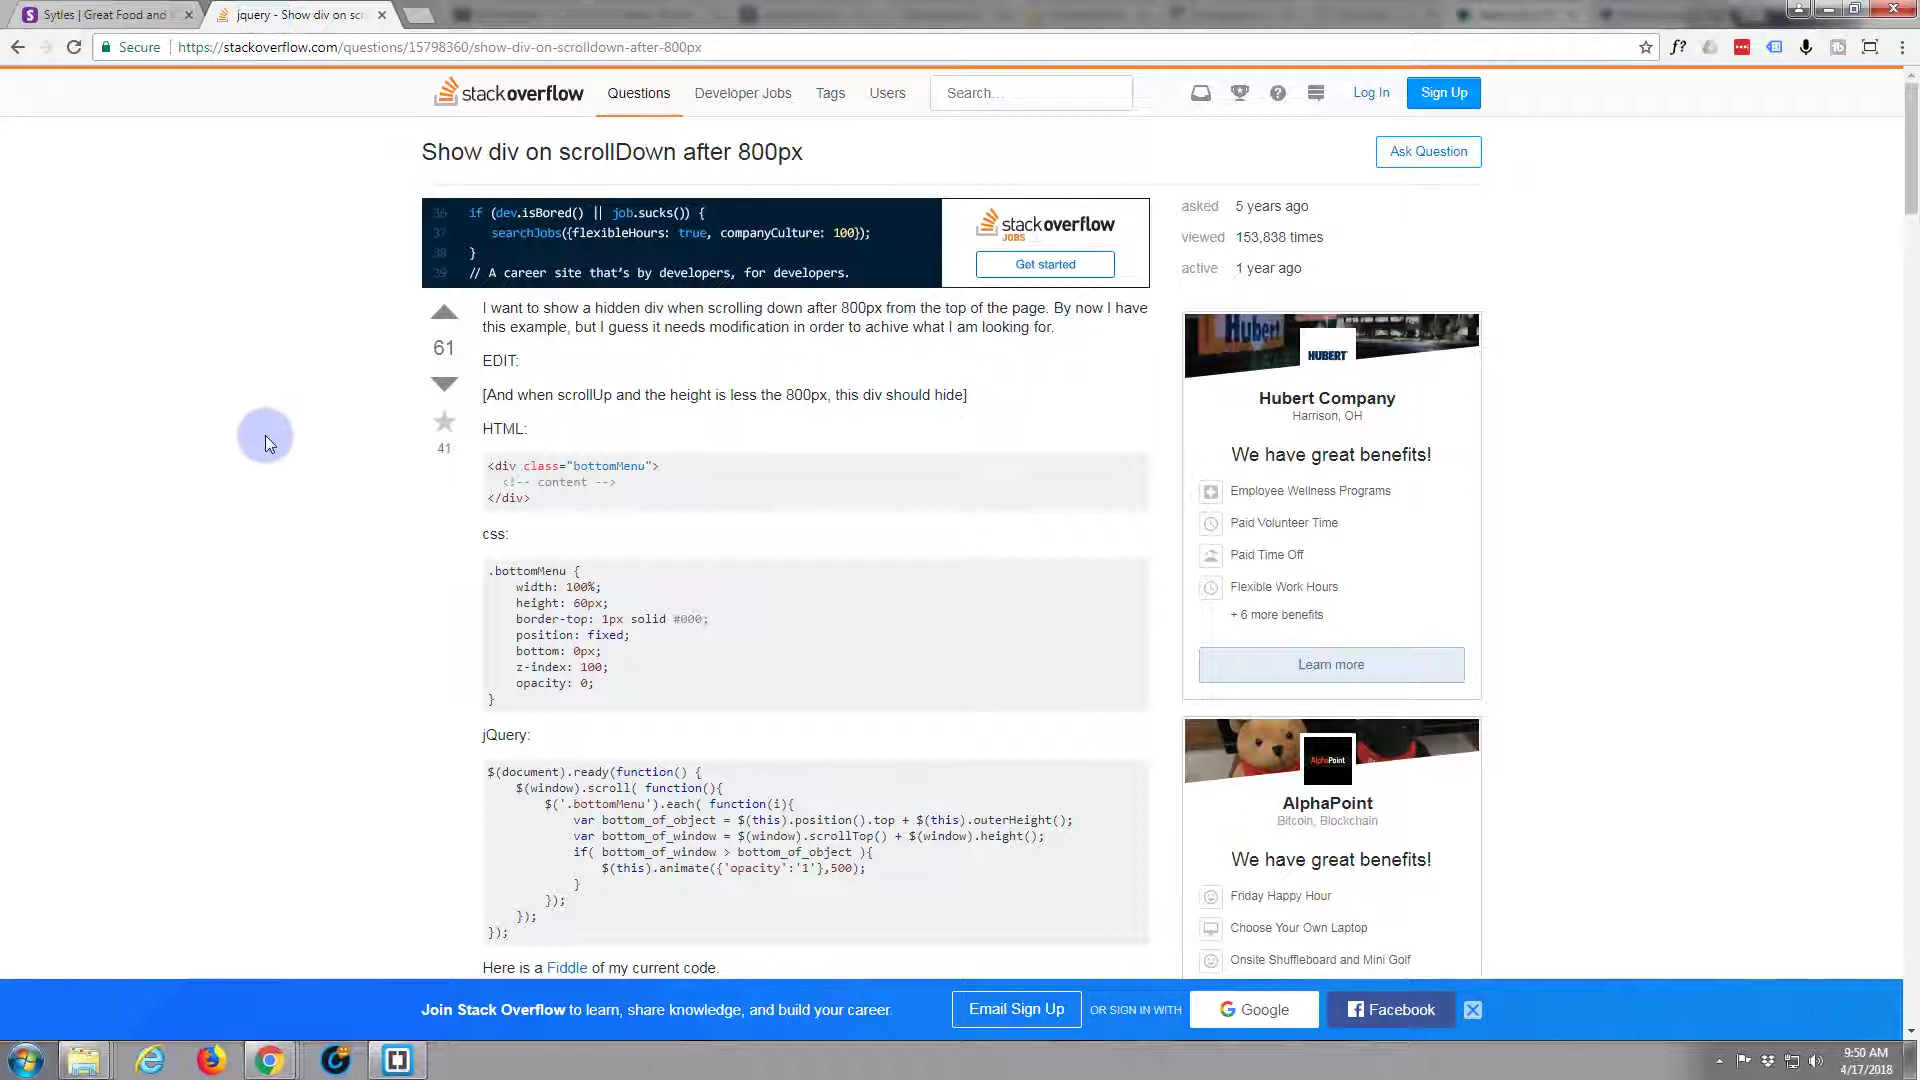 Sytles | Great Food and
jquery - Show div on scr
Secure
https://stackoverflow.com/questions/15798360/show-div-on-scrolldown-after-800px
f?
stackoverflow
Questions
Developer Jobs
Tags
Users
Search...
Log In
Sign Up
Show div on scrollDown after 800px
Ask Question
36 if (dev.isBored() || job.sucks()) {
37 searchJobs({flexibleHours: true, companyCulture: 100});
38 }
39 // A career site that's by developers, for developers.
stackoverflow
JOBS
Get started
asked 5 years ago
viewed 153,838 times
active 1 year ago
61
41
I want to show a hidden div when scrolling down after 800px from the top of the page. By now I have
this example, but I guess it needs modification in order to achive what I am looking for.
EDIT:
[And when scrollUp and the height is less the 800px, this div should hide]
HTML:
<div class="bottomMenu">
<!-- content -->
</div>
css:
.bottomMenu {
width: 100%;
height: 60px;
border-top: 1px solid #000;
position: fixed;
bottom: 0px;
z-index: 100;
opacity: 0;
}
jQuery:
$(document).ready(function() {
$(window).scroll( function(){
$('.bottomMenu').each( function(i){
var bottom_of_object = $(this).position().top + $(this).outerHeight();
var bottom_of_window = $(window).scrollTop() + $(window).height();
if( bottom_of_window > bottom_of_object ){
$(this).animate({'opacity':'1'},500);
}
});
});
});
Here is a Fiddle of my current code.
Hubert
HUBERT
Hubert Company
Harrison, OH
We have great benefits!
Employee Wellness Programs
Paid Volunteer Time
Paid Time Off
Flexible Work Hours
+ 6 more benefits
Learn more
AlphaPoint
AlphaPoint
Bitcoin, Blockchain
We have great benefits!
Friday Happy Hour
Choose Your Own Laptop
Onsite Shuffleboard and Mini Golf
Join Stack Overflow to learn, share knowledge, and build your career.
Email Sign Up
OR SIGN IN WITH
Google
Facebook
9:50 AM
4/17/2018